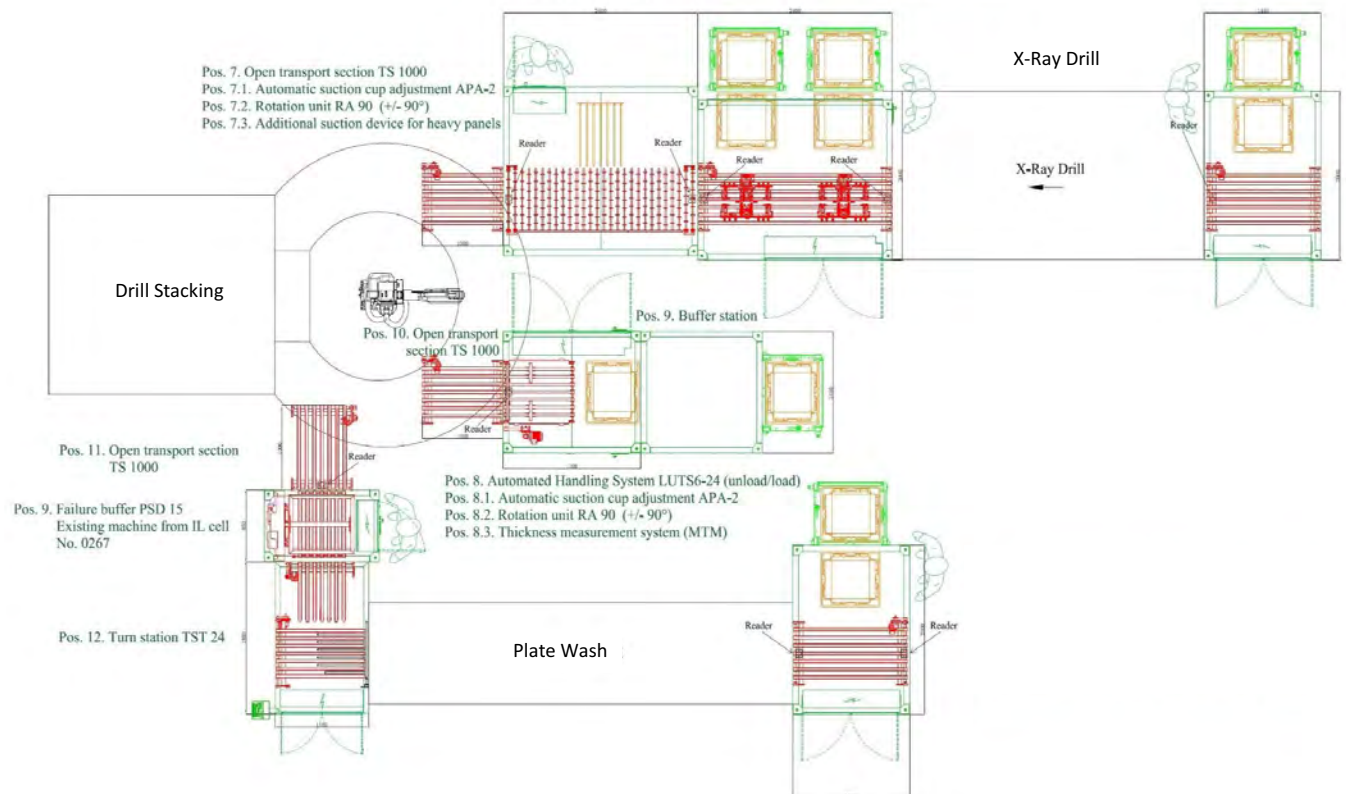 X-Ray Drill
Pos. 7. Open transport section TS 1000
Pos. 7.1. Automatic suction cup adjustment APA-2
Pos. 7.2. Rotation unit RA 90 (+/- 90°)
Pos. 7.3. Additional suction device for heavy panels
Reader
Reader
Reader
Reader
Reader
X-Ray Drill
Drill Stacking
Pos. 9. Buffer station
Pos. 10. Open transport
section TS 1000
Reader
Pos. 11. Open transport section
TS 1000
Reader
Pos. 8. Automated Handling System LUTS6-24 (unload/load)
Pos. 8.1. Automatic suction cup adjustment APA-2
Pos. 8.2. Rotation unit RA 90 (+/- 90°)
Pos. 8.3. Thickness measurement system (MTM)
Pos. 9. Failure buffer PSD 15
Existing machine from IL cell
No. 0267
Pos. 12. Turn station TST 24
Plate Wash
Reader
Reader